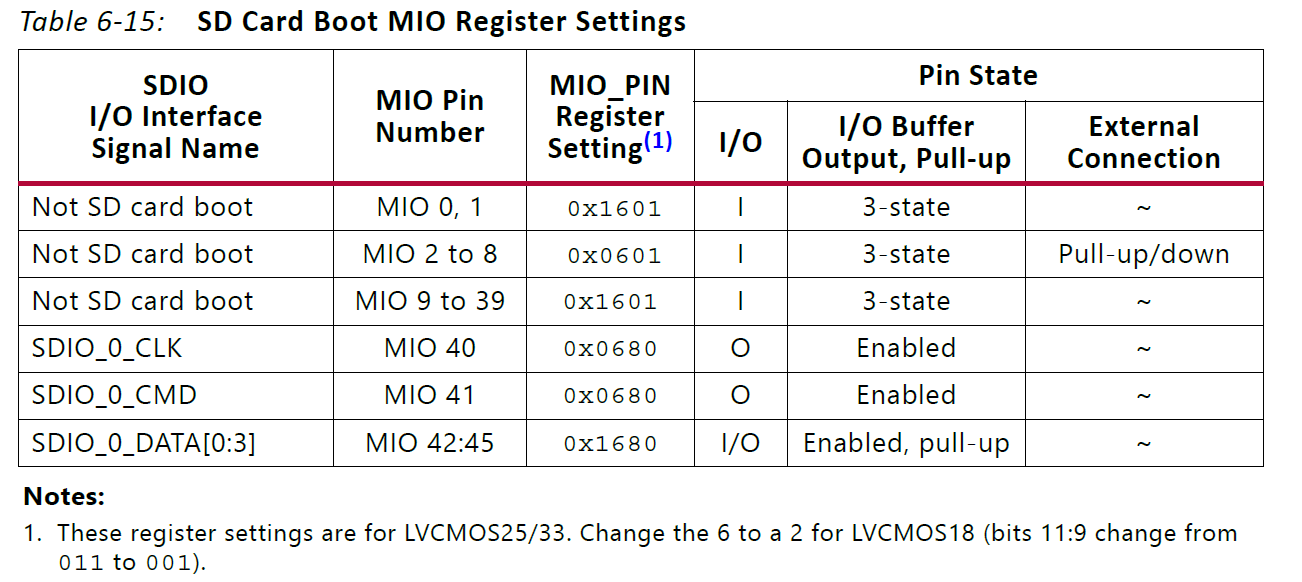 Table 6-15: SD Card Boot MIO Register Settings
SDIO I/O Interface Signal Name | MIO Pin Number | MIO_PIN Register Setting(1) | Pin State
I/O | I/O Buffer Output, Pull-up | External Connection
Not SD card boot | MIO 0, 1 | 0x1601 | I | 3-state | ~
Not SD card boot | MIO 2 to 8 | 0x0601 | I | 3-state | Pull-up/down
Not SD card boot | MIO 9 to 39 | 0x1601 | I | 3-state | ~
SDIO_0_CLK | MIO 40 | 0x0680 | O | Enabled | ~
SDIO_0_CMD | MIO 41 | 0x0680 | O | Enabled | ~
SDIO_0_DATA[0:3] | MIO 42:45 | 0x1680 | I/O | Enabled, pull-up | ~
Notes:
1. These register settings are for LVCMOS25/33. Change the 6 to a 2 for LVCMOS18 (bits 11:9 change from
011 to 001).